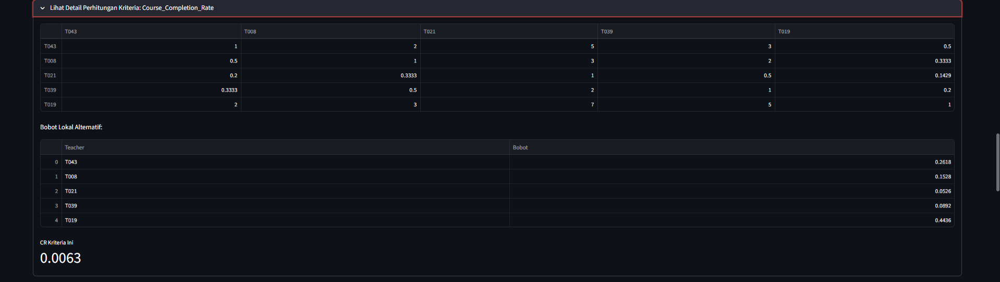 Lihat Detail Perhitungan Kriteria: Course_Completion_Rate
T043 T008 T021 T039 T019
T043 1 2 5 3 0.5
T008 0.5 1 3 2 0.3333
T021 0.2 0.3333 1 0.5 0.1429
T039 0.3333 0.5 2 1 0.2
T019 2 3 7 5 1
Bobot Lokal Alternatif:
Teacher Bobot
0 T043 0.2618
1 T008 0.1528
2 T021 0.0526
3 T039 0.0892
4 T019 0.4436
CR Kriteria Ini
0.0063